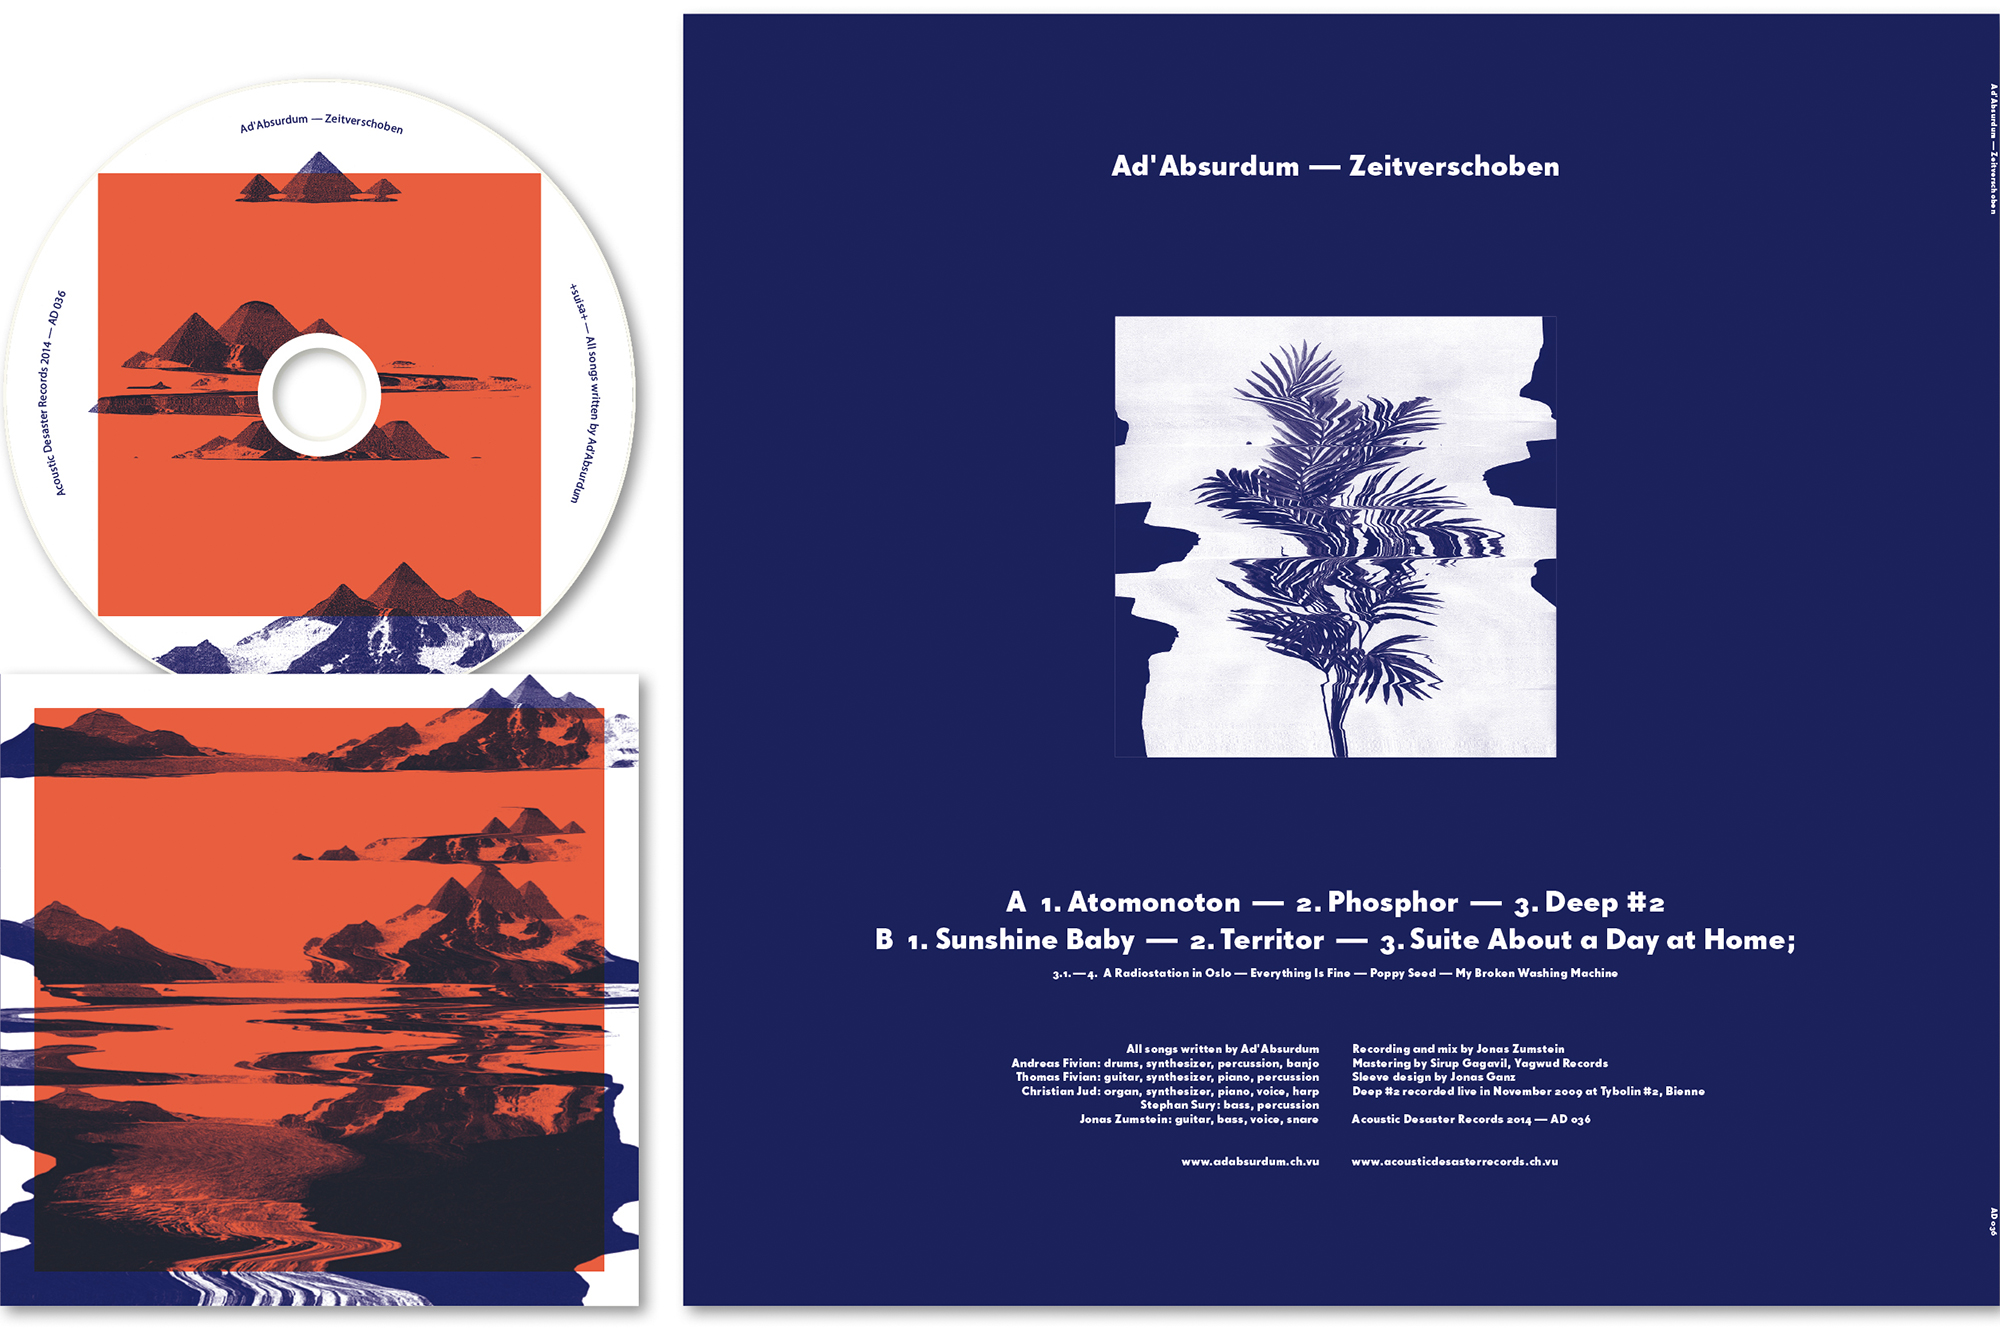 Ad'Absurdum — Zeitverschoben
Acoustic Desaster Records 2014 — AD 036
+suisa+ — All songs written by Ad'Absurdum
Ad'Absurdum — Zeitverschoben
A 1. Atomonoton — 2. Phosphor — 3. Deep #2
B 1. Sunshine Baby — 2. Territor — 3. Suite About a Day at Home;
3.1.—4. A Radiostation in Oslo — Everything Is Fine — Poppy Seed — My Broken Washing Machine
All songs written by Ad'Absurdum
Andreas Fivian: drums, synthesizer, percussion, banjo
Thomas Fivian: guitar, synthesizer, piano, percussion
Christian Jud: organ, synthesizer, piano, voice, harp
Stephan Sury: bass, percussion
Jonas Zumstein: guitar, bass, voice, snare
www.adabsurdum.ch.vu
Recording and mix by Jonas Zumstein
Mastering by Sirup Gagavil, Yagwud Records
Sleeve design by Jonas Ganz
Deep #2 recorded live in November 2009 at Tybolin #2, Bienne
Acoustic Desaster Records 2014 — AD 036
www.acousticdesasterrecords.ch.vu
Ad'Absurdum — Zeitverschoben
AD 036